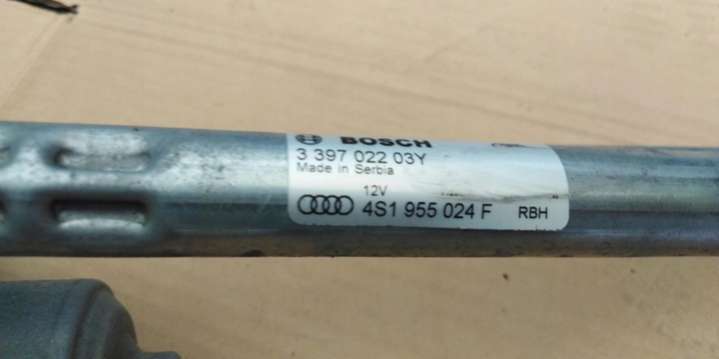 BOSCH
3 397 022 03Y
Made in Serbia
12V
4S1 955 024 F RBH